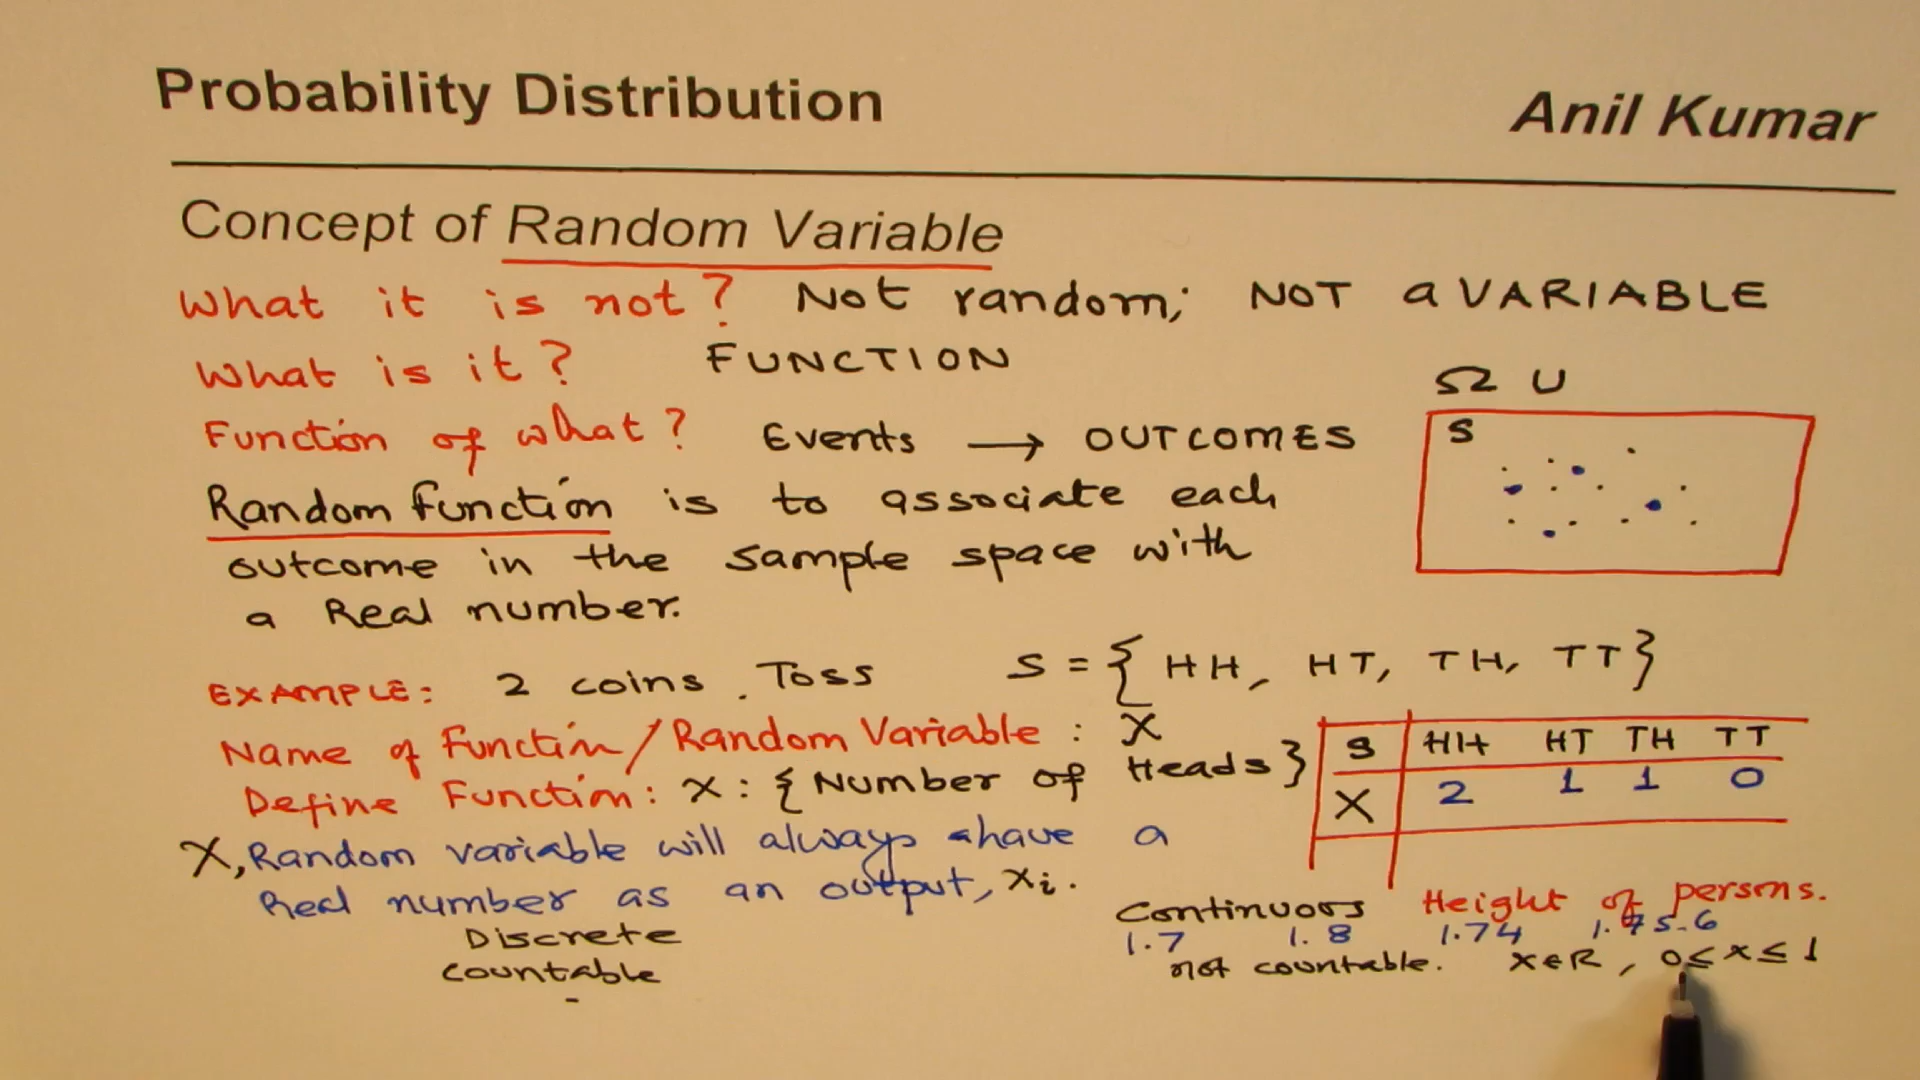 Probability Distribution
Anil Kumar
Concept of Random Variable
What it is not? Not random; NOT a VARIABLE
What is it? FUNCTION
Ω U
Function of what? Events → OUTCOMES
S
Random function is to associate each
outcome in the sample space with
a Real number.
EXAMPLE: 2 coins. Toss S = { HH, HT, TH, TT}
Name of Function/Random Variable : X
Define Function: X : {Number of Heads}
S HH HT TH TT
X 2 1 1 0
X, Random variable will always have a
Real number as an output, xi.
Discrete
countable
Continuous Height of persons.
1.7 1.8 1.74
not countable. X∈R, 0≤x≤1